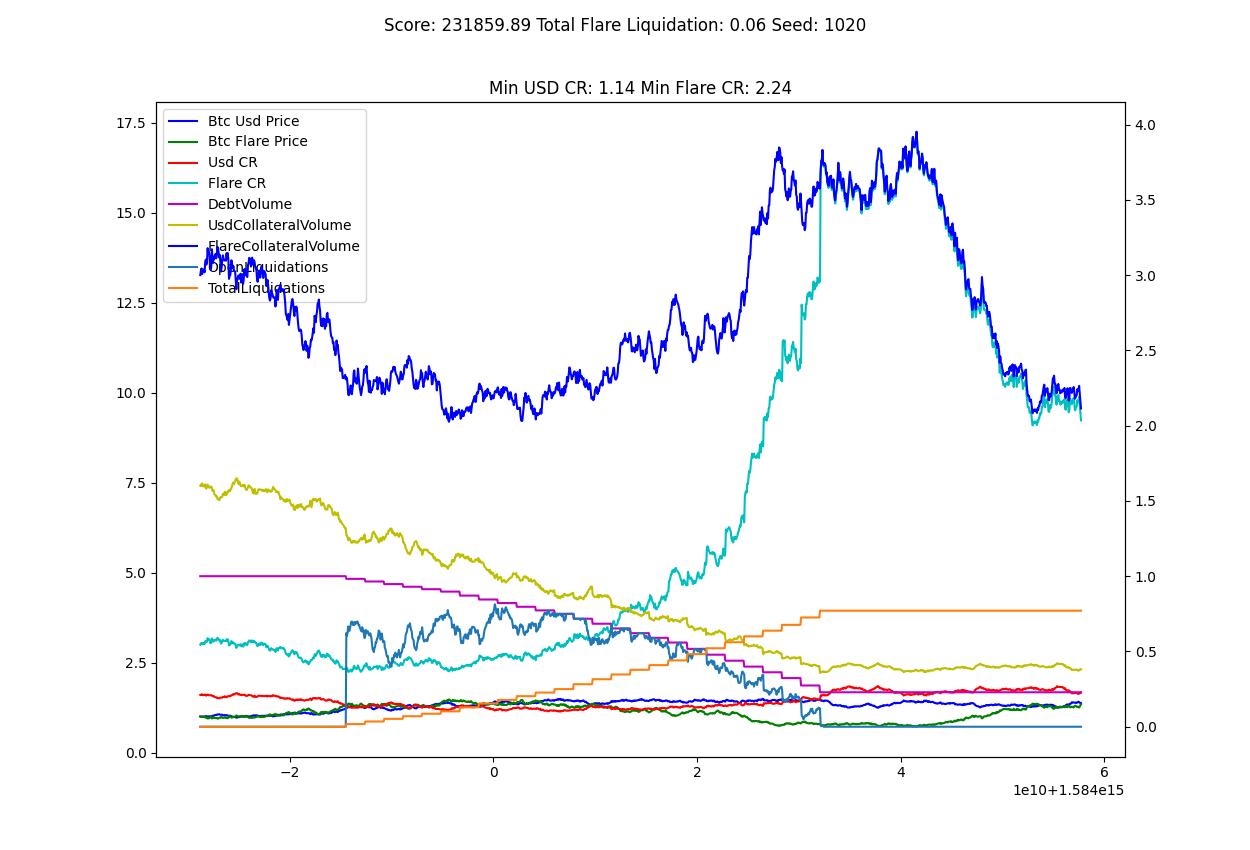 Score: 231859.89 Total Flare Liquidation: 0.06 Seed: 1020
Min USD CR: 1.14 Min Flare CR: 2.24
Btc Usd Price
Btc Flare Price
Usd CR
Flare CR
DebtVolume
UsdCollateralVolume
FlareCollateralVolume
OpenLiquidations
TotalLiquidations
17.5
15.0
12.5
10.0
7.5
5.0
2.5
0.0
4.0
3.5
3.0
2.5
2.0
1.5
1.0
0.5
0.0
−2
0
2
4
6
1e10+1.584e15